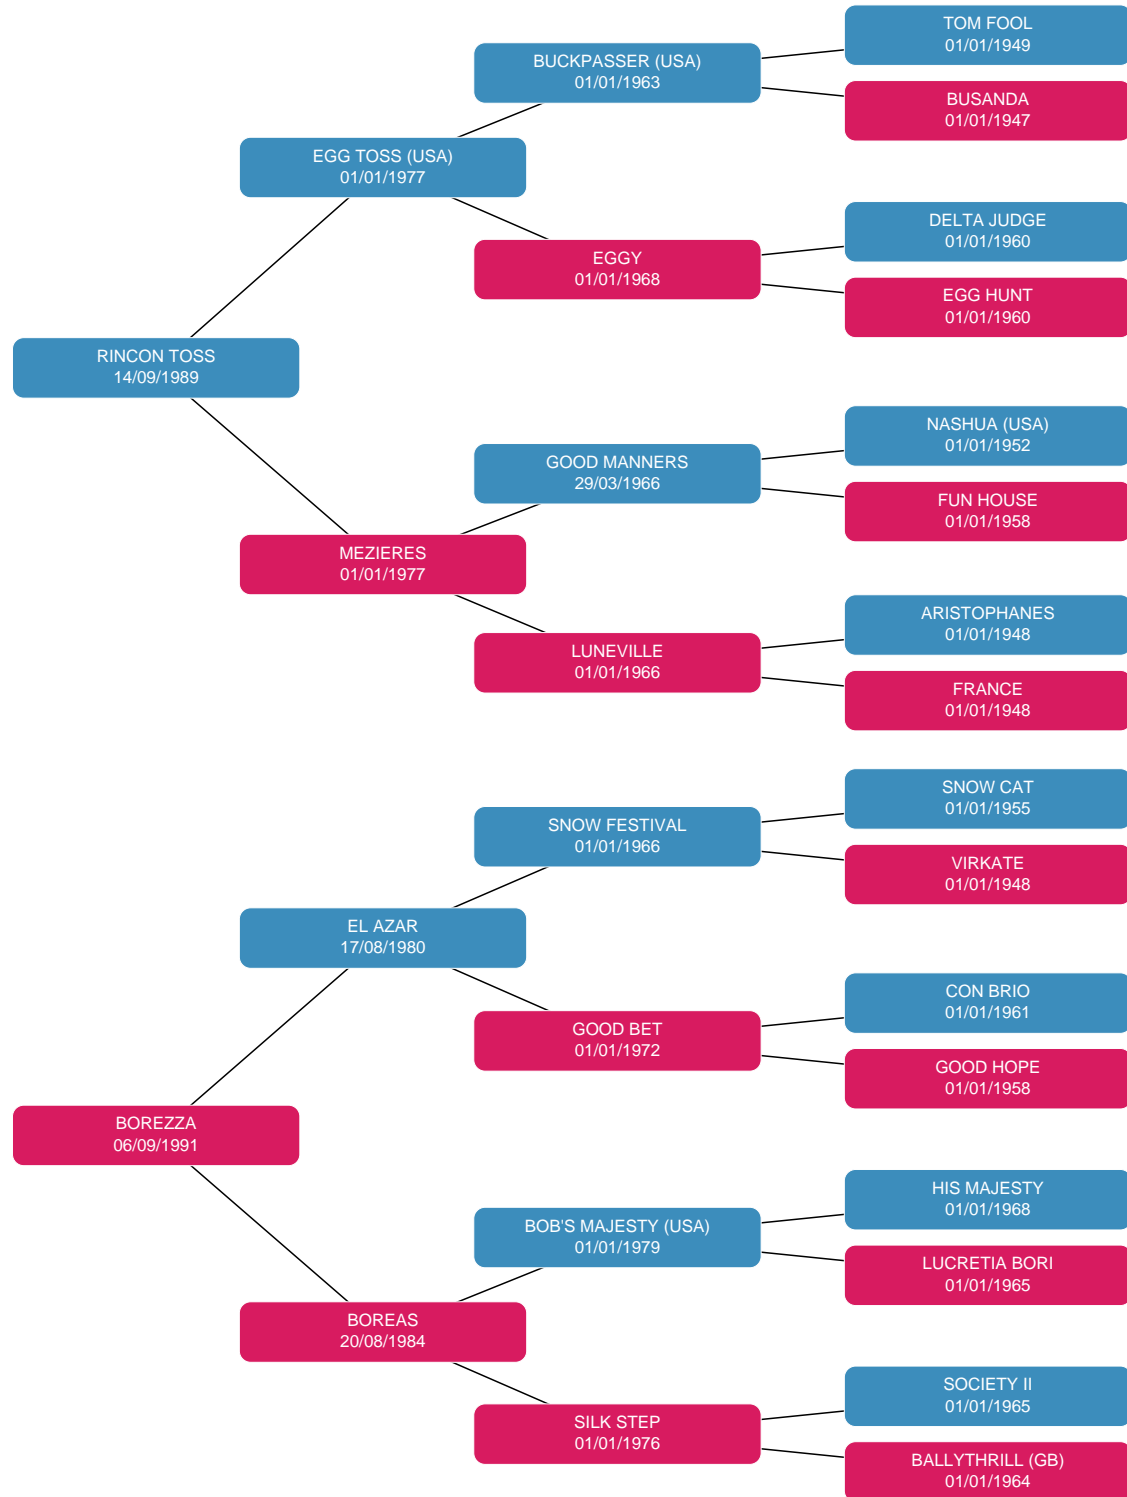 TOM FOOL
01/01/1949
BUCKPASSER (USA)
01/01/1963
BUSANDA
01/01/1947
EGG TOSS (USA)
01/01/1977
DELTA JUDGE
01/01/1960
EGGY
01/01/1968
EGG HUNT
01/01/1960
RINCON TOSS
14/09/1989
NASHUA (USA)
01/01/1952
GOOD MANNERS
29/03/1966
FUN HOUSE
01/01/1958
MEZIERES
01/01/1977
ARISTOPHANES
01/01/1948
LUNEVILLE
01/01/1966
FRANCE
01/01/1948
SNOW CAT
01/01/1955
SNOW FESTIVAL
01/01/1966
VIRKATE
01/01/1948
EL AZAR
17/08/1980
CON BRIO
01/01/1961
GOOD BET
01/01/1972
GOOD HOPE
01/01/1958
BOREZZA
06/09/1991
HIS MAJESTY
01/01/1968
BOB'S MAJESTY (USA)
01/01/1979
LUCRETIA BORI
01/01/1965
BOREAS
20/08/1984
SOCIETY II
01/01/1965
SILK STEP
01/01/1976
BALLYTHRILL (GB)
01/01/1964